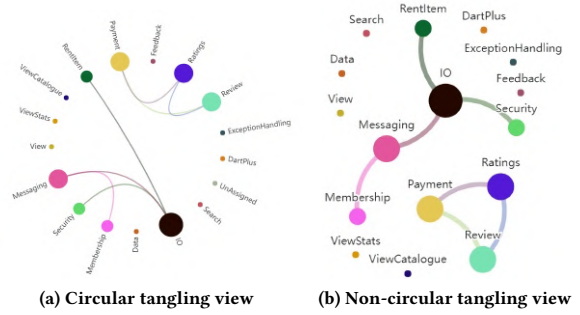 Payment
Feedback
Ratings
RentItem
Review
ViewCatalogue
ViewStats
ExceptionHandling
View
DartPlus
Messaging
UnAssigned
Security
Search
Membership
Data
IO
(a) Circular tangling view
RentItem
Search
DartPlus
ExceptionHandling
Data
IO
Feedback
View
Security
Messaging
Ratings
Payment
Membership
Review
ViewStats
ViewCatalogue
(b) Non-circular tangling view